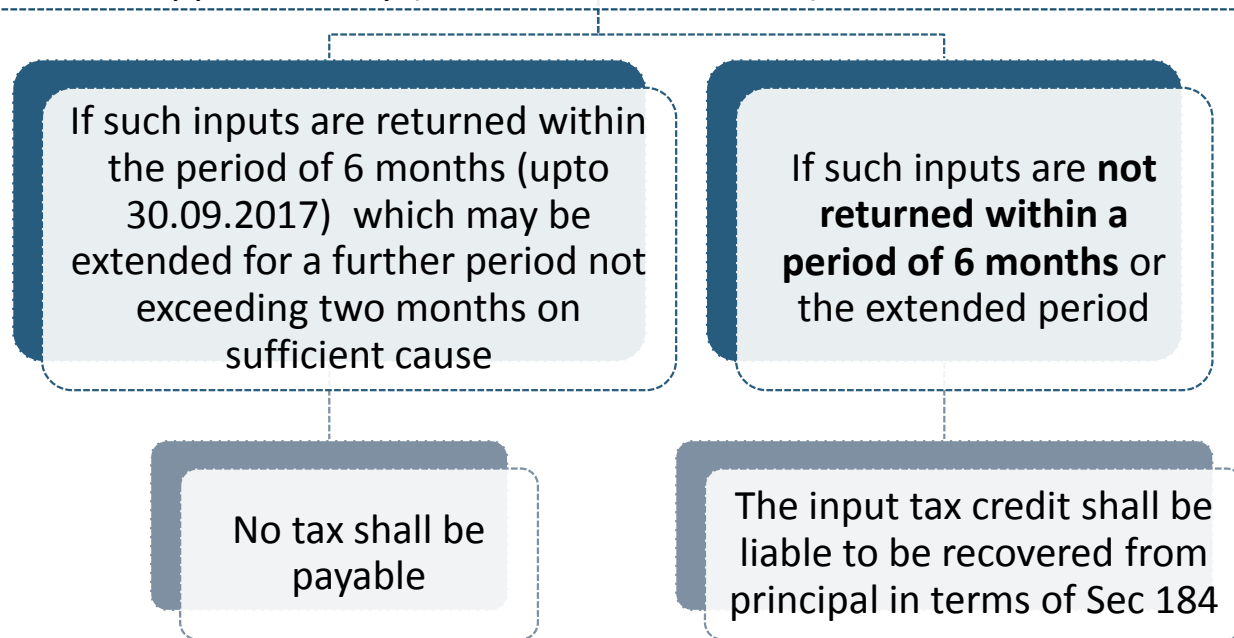 If such inputs are returned within
the period of 6 months (upto
30.09.2017) which may be
extended for a further period not
exceeding two months on
sufficient cause
If such inputs are not
returned within a
period of 6 months or
the extended period
No tax shall be
payable
The input tax credit shall be
liable to be recovered from
principal in terms of Sec 184